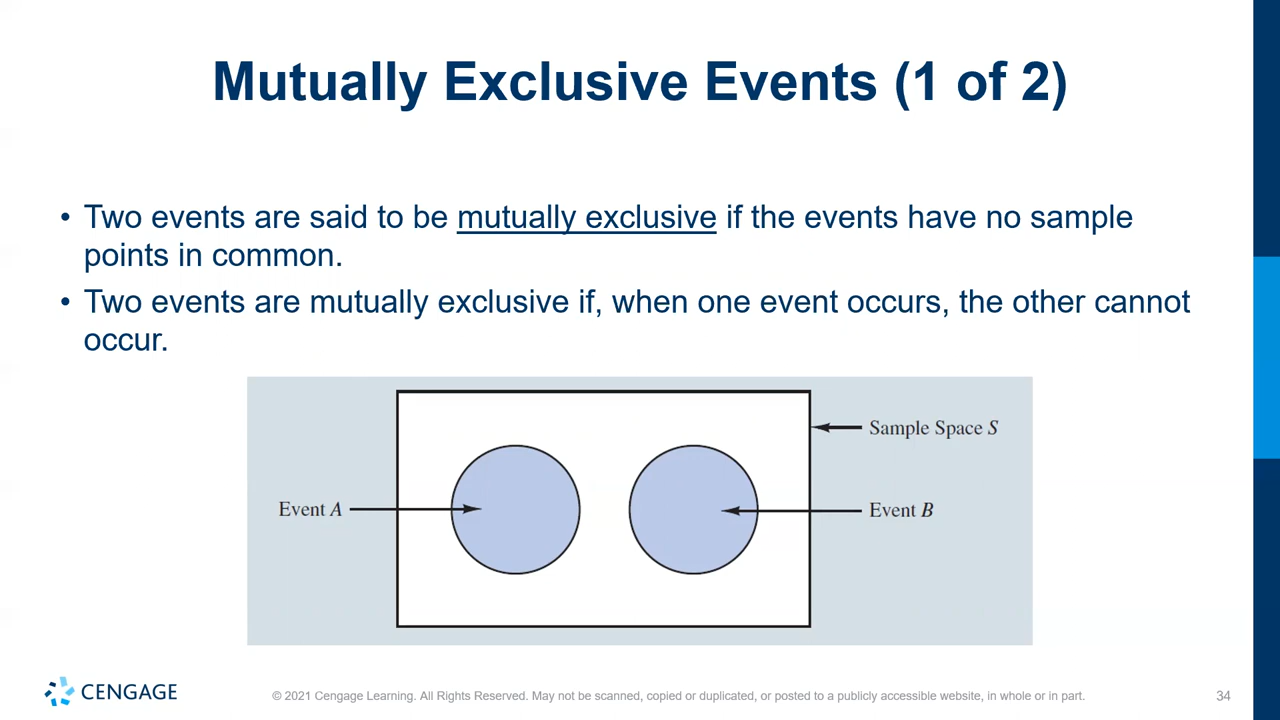 Mutually Exclusive Events (1 of 2)
• Two events are said to be mutually exclusive if the events have no sample
points in common.
• Two events are mutually exclusive if, when one event occurs, the other cannot
occur.
Sample Space S
Event A
Event B
CENGAGE
© 2021 Cengage Learning. All Rights Reserved. May not be scanned, copied or duplicated, or posted to a publicly accessible website, in whole or in part.
34